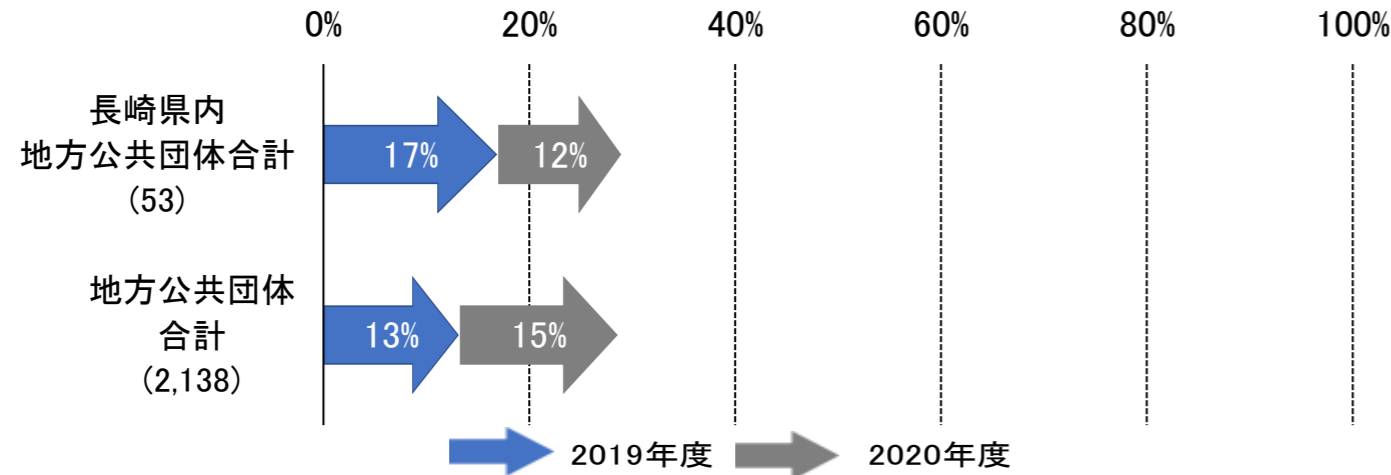 0% 20% 40% 60% 80% 100%
長崎県内
地方公共団体合計
(53)
17% 12%
地方公共団体
合計
(2,138)
13% 15%
2019年度 2020年度